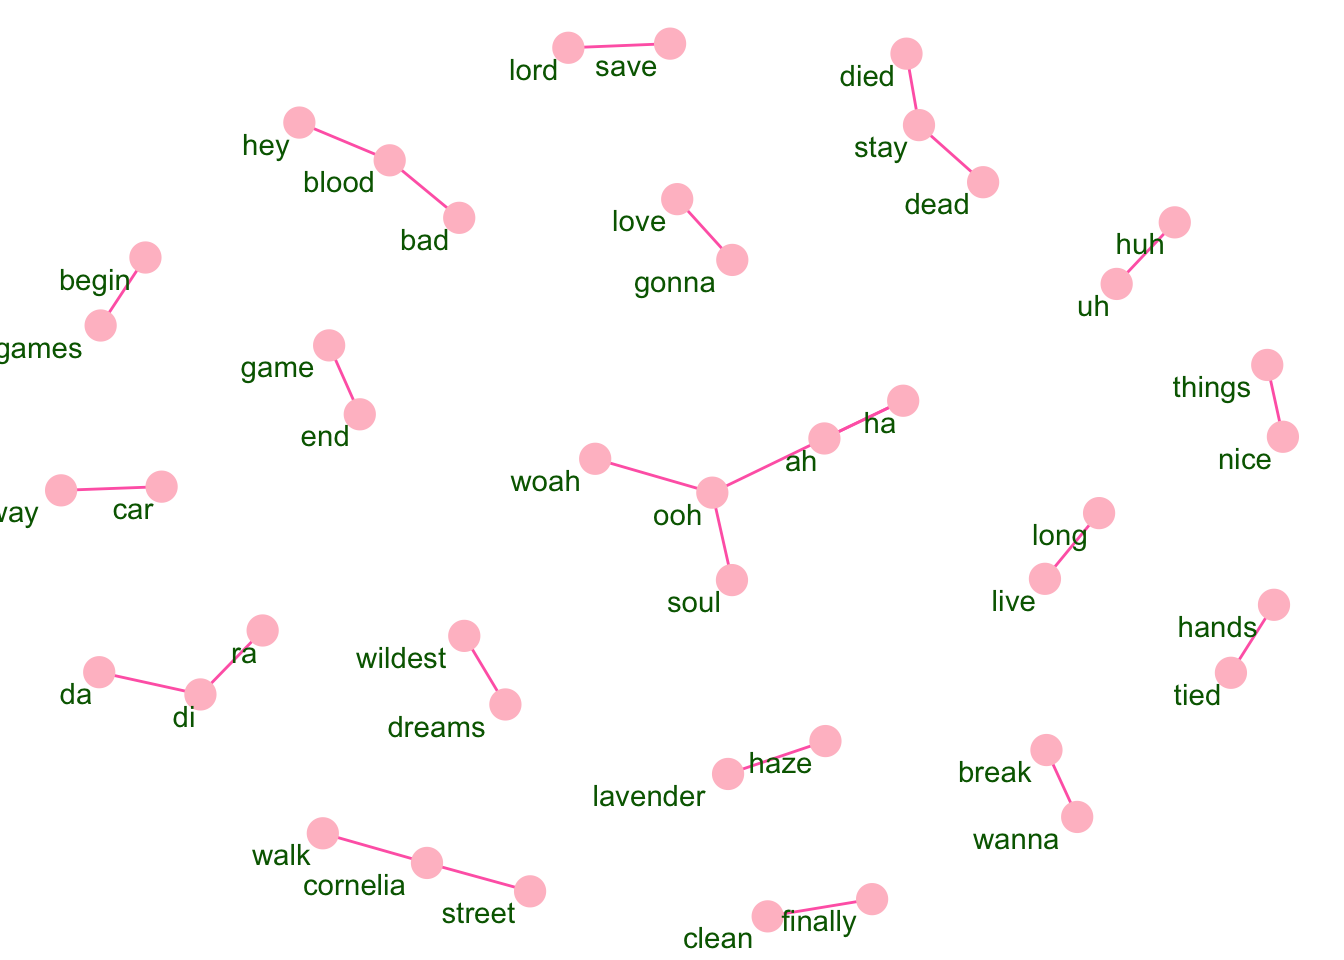 lord
save
died
hey
stay
blood
dead
love
bad
huh
begin
gonna
uh
games
game
things
ha
end
nice
ah
woah
way
car
ooh
long
live
soul
hands
ra
wildest
da
tied
di
dreams
haze
break
lavender
wanna
walk
cornelia
street
finally
clean